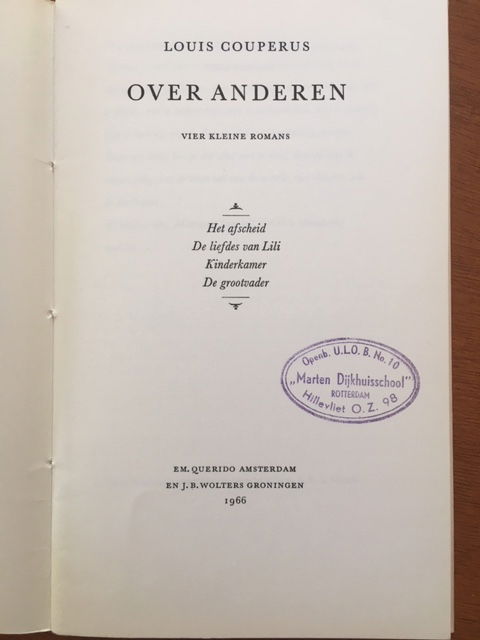 LOUIS COUPERUS
OVER ANDEREN
VIER KLEINE ROMANS
Het afscheid
De liefdes van Lili
Kinderkamer
De grootvader
Openb. U.L.O. B. No. 10
„Marten Dijkhuisschool”
ROTTERDAM
Hillevliet O.Z. 98
EM. QUERIDO AMSTERDAM
EN J. B. WOLTERS GRONINGEN
1966